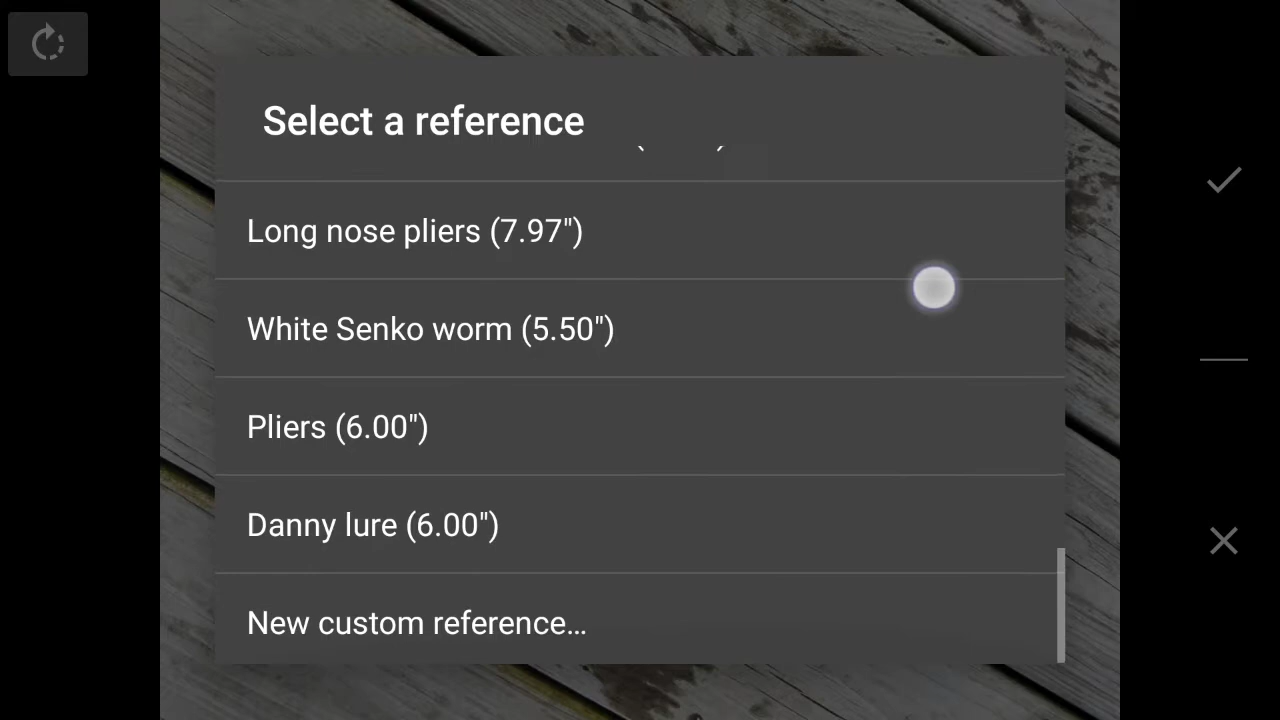 Select a reference
Long nose pliers (7.97")
White Senko worm (5.50")
Pliers (6.00")
Danny lure (6.00")
New custom reference...